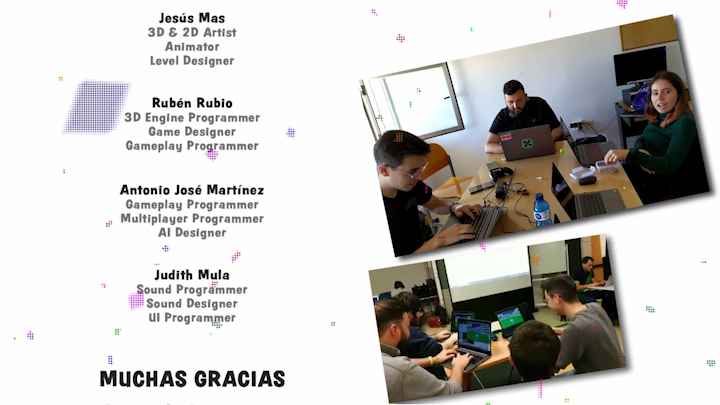 Jesús Mas
3D & 2D Artist
Animator
Level Designer
Rubén Rubio
3D Engine Programmer
Game Designer
Gameplay Programmer
Antonio José Martínez
Gameplay Programmer
Multiplayer Programmer
AI Designer
Judith Mula
Sound Programmer
Sound Designer
UI Programmer
MUCHAS GRACIAS